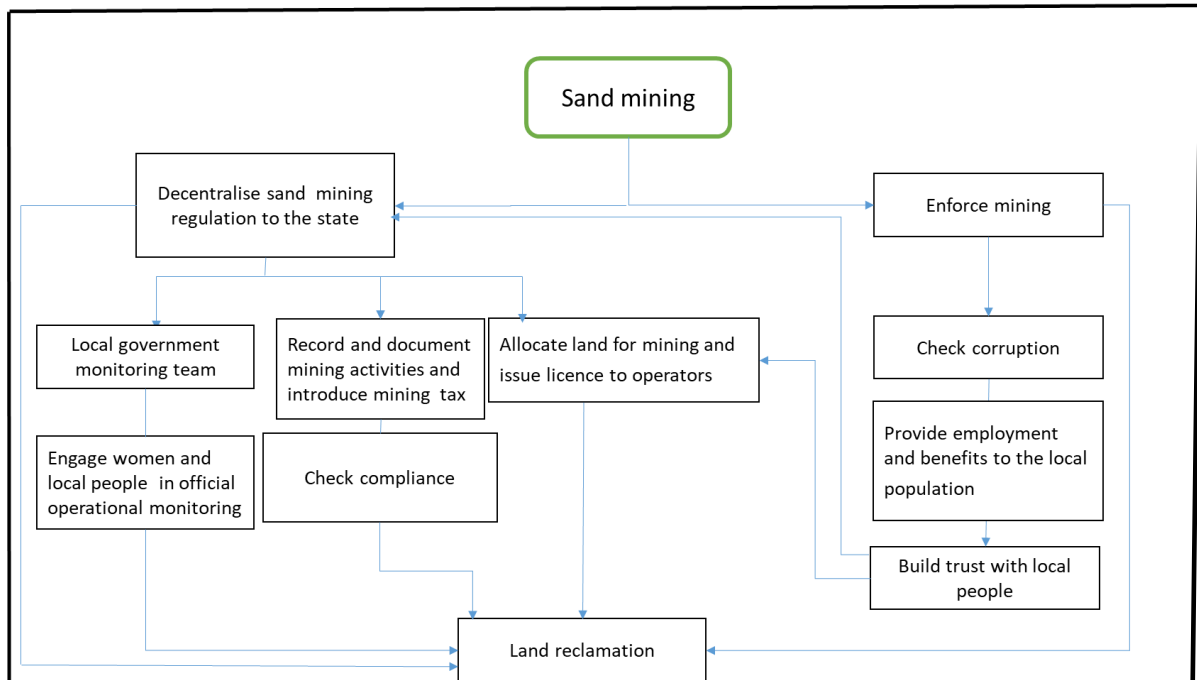 Sand mining
Decentralise sand mining
regulation to the state
Enforce mining
Local government
monitoring team
Record and document
mining activities and
introduce mining tax
Allocate land for mining and
issue licence to operators
Check corruption
Engage women and
local people in official
operational monitoring
Check compliance
Provide employment
and benefits to the local
population
Build trust with local
people
Land reclamation